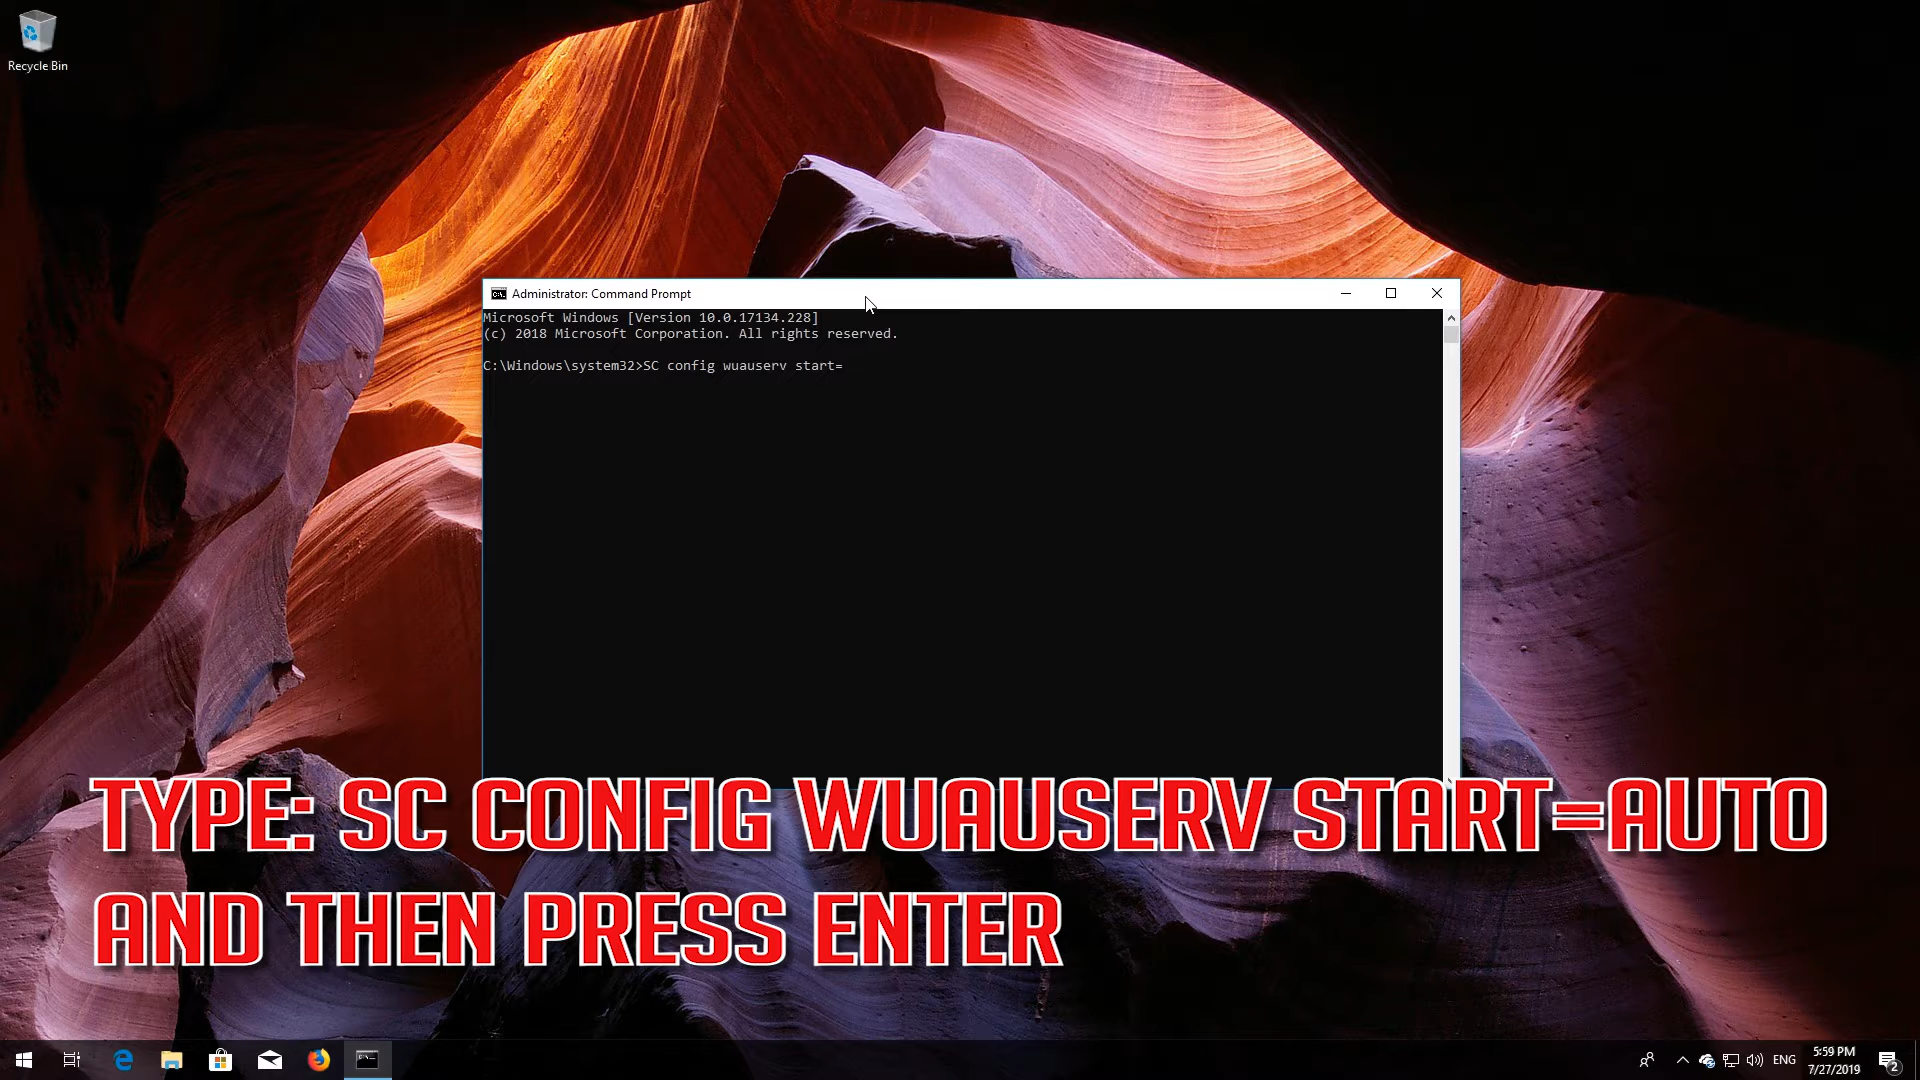 Recycle Bin
Administrator: Command Prompt
Microsoft Windows [Version 10.0.17134.228]
(c) 2018 Microsoft Corporation. All rights reserved.
C:\Windows\system32>SC config wuauserv start=
TYPE: SC CONFIG WUAUSERV START=AUTO
AND THEN PRESS ENTER
ENG
5:59 PM
7/27/2019
2